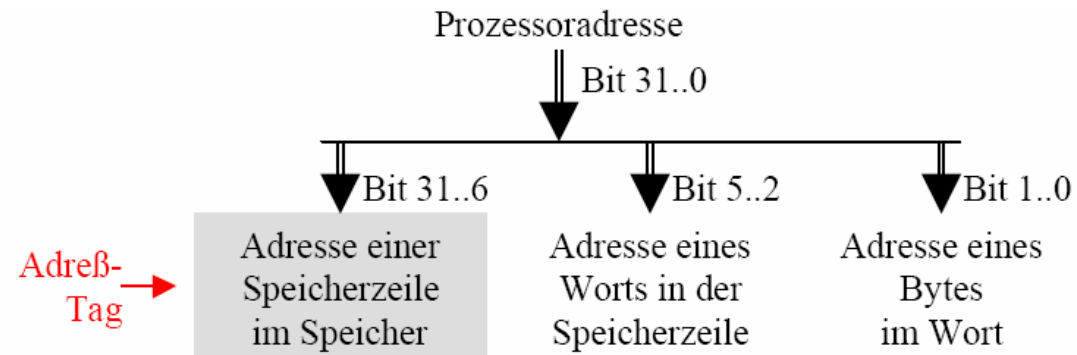 Prozessoradresse
Bit 31..0
Bit 31..6
Bit 5..2
Bit 1..0
Adreß-
Tag
Adresse einer
Speicherzeile
im Speicher
Adresse eines
Worts in der
Speicherzeile
Adresse eines
Bytes
im Wort